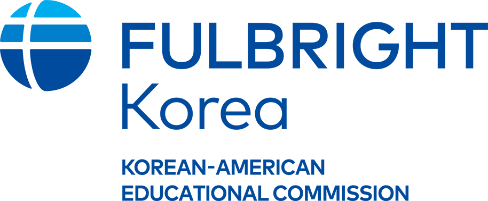 FULBRIGHT
Korea
KOREAN-AMERICAN
EDUCATIONAL COMMISSION